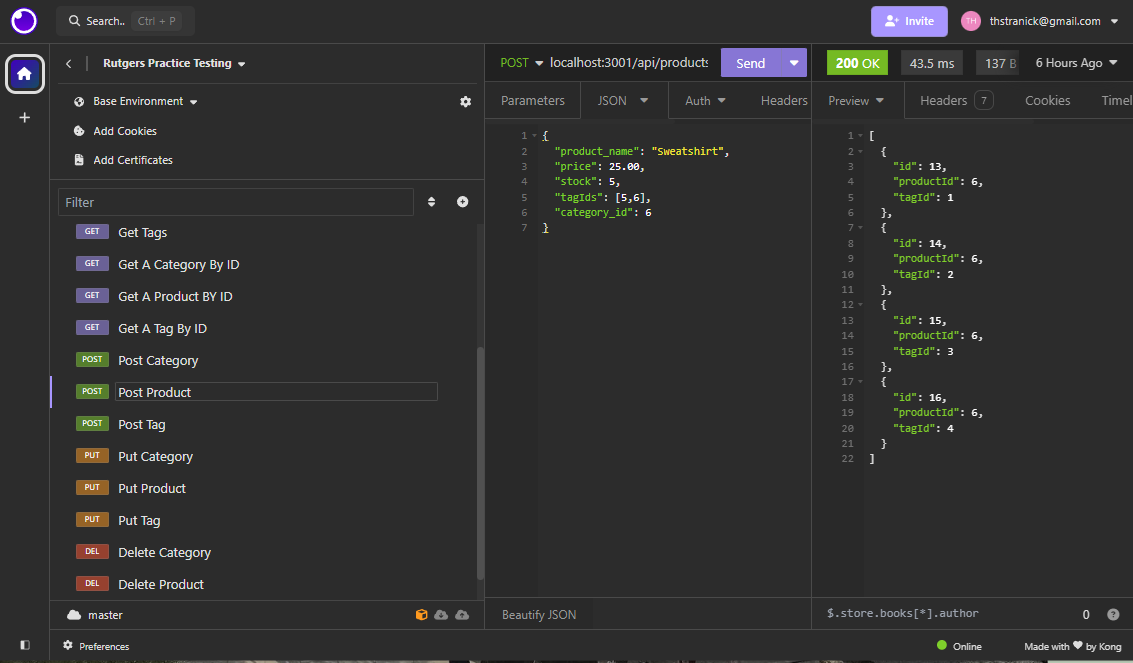 Search..
Ctrl + P
Invite
TH
thstranick@gmail.com
Rutgers Practice Testing
Base Environment
Add Cookies
Add Certificates
Filter
GET Get Tags
GET Get A Category By ID
GET Get A Product BY ID
GET Get A Tag By ID
POST Post Category
POST Post Product
POST Post Tag
PUT Put Category
PUT Put Product
PUT Put Tag
DEL Delete Category
DEL Delete Product
master
Preferences
POST localhost:3001/api/products
Send
Parameters JSON Auth Headers
1 {
2 "product_name": "Sweatshirt",
3 "price": 25.00,
4 "stock": 5,
5 "tagIds": [5,6],
6 "category_id": 6
7 }
Beautify JSON
200 OK 43.5 ms 137 B 6 Hours Ago
Preview Headers 7 Cookies Timel
1 [
2 {
3 "id": 13,
4 "productId": 6,
5 "tagId": 1
6 },
7 {
8 "id": 14,
9 "productId": 6,
10 "tagId": 2
11 },
12 {
13 "id": 15,
14 "productId": 6,
15 "tagId": 3
16 },
17 {
18 "id": 16,
19 "productId": 6,
20 "tagId": 4
21 }
22 ]
$.store.books[*].author
0
?
Online
Made with ♥ by Kong